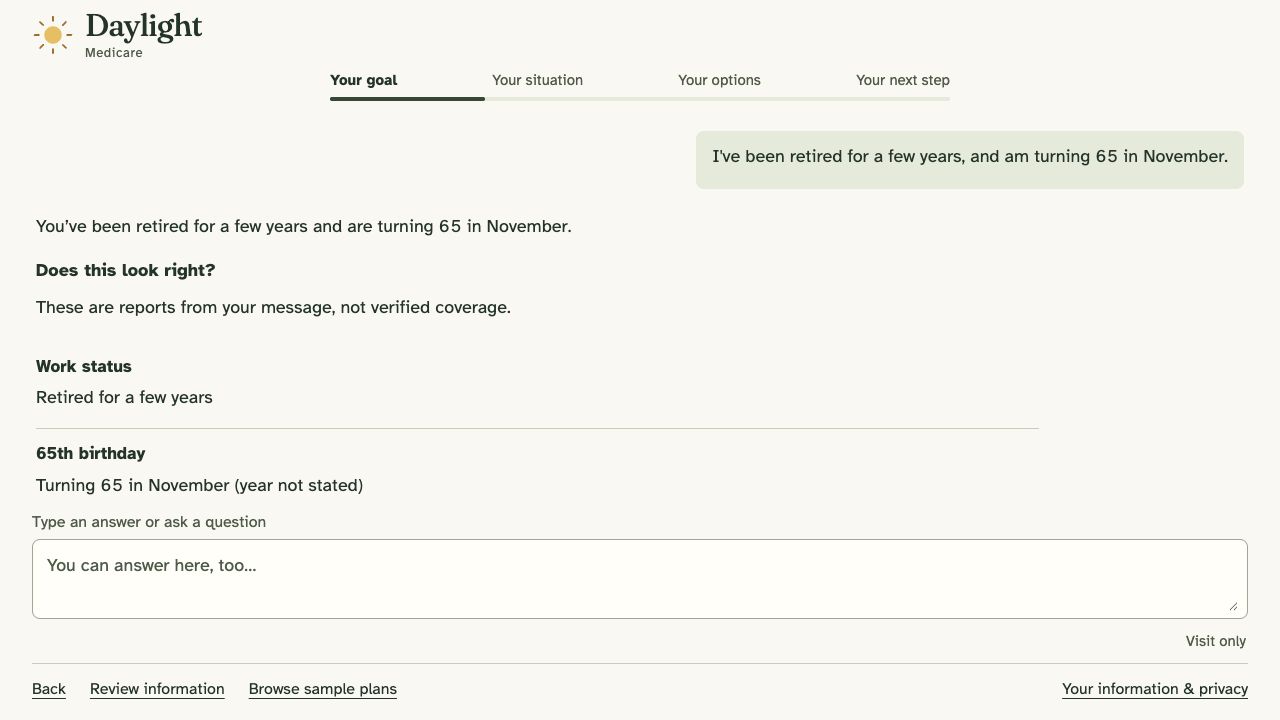 Daylight
Medicare
Your goal
Your situation
Your options
Your next step
I've been retired for a few years, and am turning 65 in November.
You’ve been retired for a few years and are turning 65 in November.
Does this look right?
These are reports from your message, not verified coverage.
Work status
Retired for a few years
65th birthday
Turning 65 in November (year not stated)
Type an answer or ask a question
You can answer here, too...
Visit only
Back
Review information
Browse sample plans
Your information & privacy